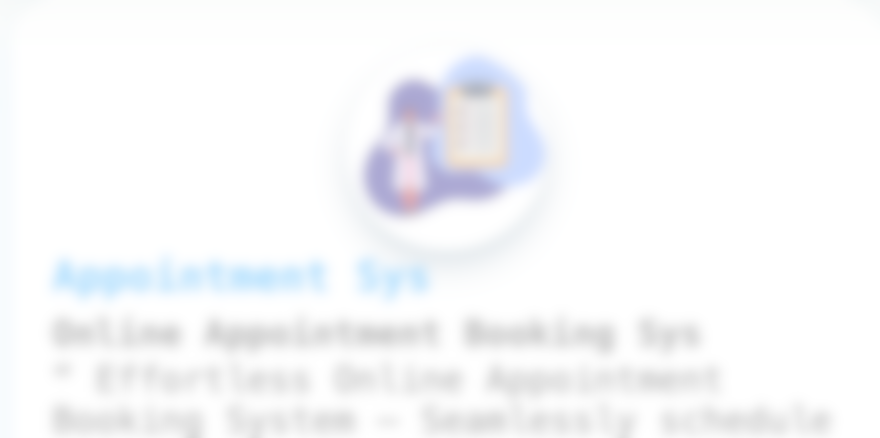 Appointment Sys
Online Appointment Booking Sys
" Effortless Online Appointment
Booking System – Seamlessly schedule